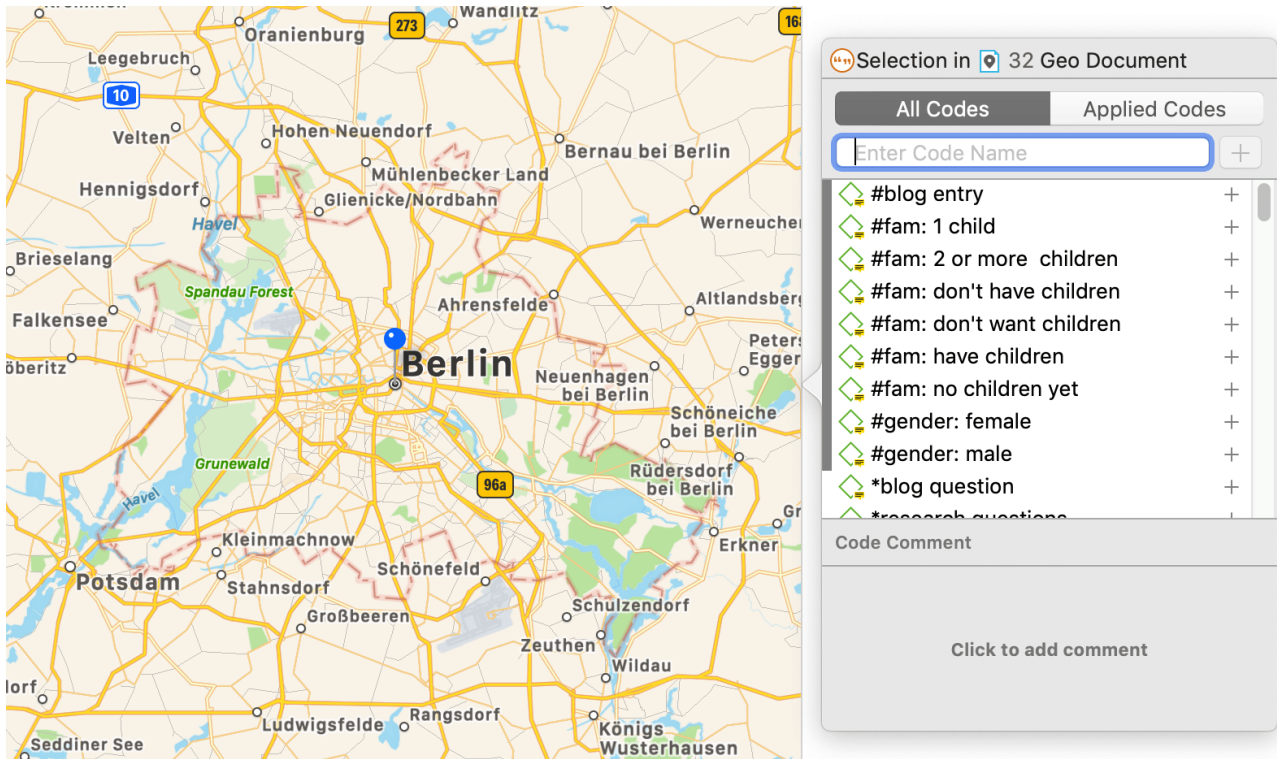 Wandlitz
273
Oranienburg
Leegebruch
10
Velten
Hohen Neuendorf
Bernau bei Berlin
Mühlenbecker Land
Hennigsdorf
Glienicke/Nordbahn
Havel
Werneuchen
Brieselang
Spandau Forest
Ahrensfelde
Altlandsberg
Falkensee
Berlin
Peters
Egger
öberitz
Neuenhagen
bei Berlin
Schöneiche
bei Berlin
Grunewald
Rüdersdorf
bei Berlin
96a
Havel
Gr
Kleinmachnow
Erkner
Potsdam
Stahnsdorf
Schönefeld
Großbeeren
Schulzendorf
Zeuthen
Wildau
dorf
Ludwigsfelde
Rangsdorf
Königs
Wusterhausen
Seddiner See
Selection in 32 Geo Document
All Codes Applied Codes
Enter Code Name +
#blog entry +
#fam: 1 child +
#fam: 2 or more  children +
#fam: don't have children +
#fam: don't want children +
#fam: have children +
#fam: no children yet +
#gender: female +
#gender: male +
*blog question +
*research questions
Code Comment
Click to add comment